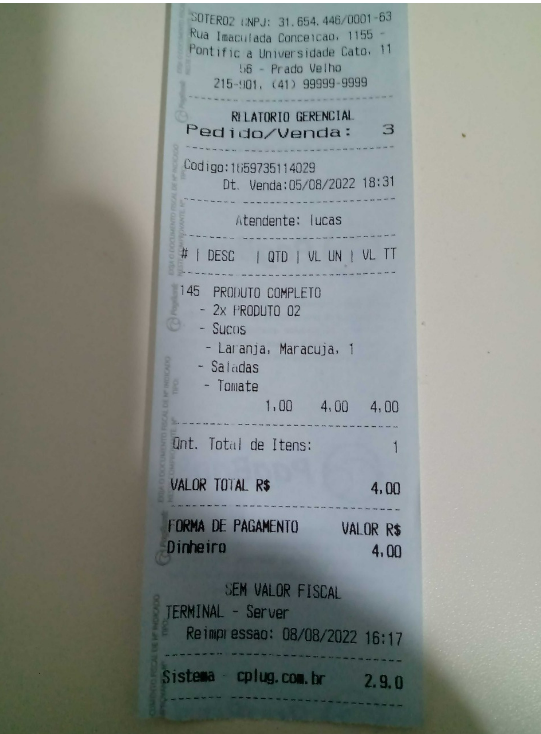 SOTERO2 CNPJ: 31.654.446/0001-63
Rua Imaculada Conceicao, 1155 -
Pontific a Universidade Cato, 11
56 - Prado Velho
215-901, (41) 99999-9999
RELATORIO GERENCIAL
Pedido/Venda: 3
Codigo:1659735114029
Dt. Venda:05/08/2022 18:31
Atendente: lucas
# | DESC | QTD | VL UN | VL TT
145 PRODUTO COMPLETO
- 2x PRODUTO 02
- Sucos
- Laranja, Maracuja, 1
- Saladas
- Tomate
1,00 4,00 4,00
Qnt. Total de Itens: 1
VALOR TOTAL R$ 4,00
FORMA DE PAGAMENTO VALOR R$
Dinheiro 4,00
SEM VALOR FISCAL
TERMINAL - Server
Reimpressao: 08/08/2022 16:17
Sistema - cplug.com.br 2.9.0